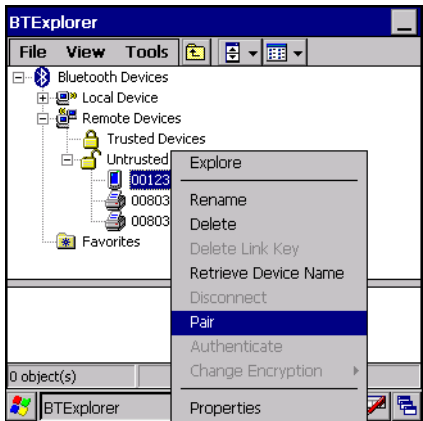 BTExplorer
File View Tools
Bluetooth Devices
Local Device
Remote Devices
Trusted Devices
Untrusted
00123
00803
00803
Favorites
Explore
Rename
Delete
Delete Link Key
Retrieve Device Name
Disconnect
Pair
Authenticate
Change Encryption
Properties
0 object(s)
BTExplorer